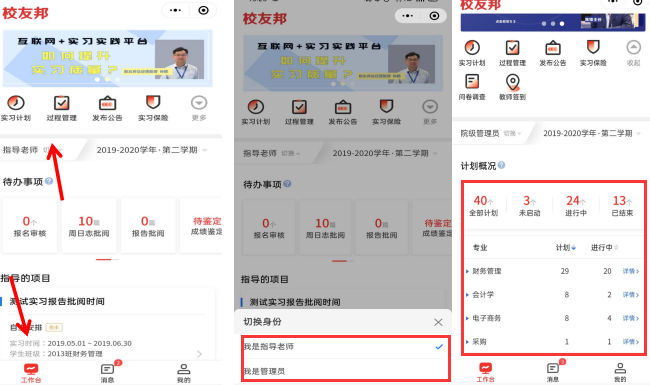 校友邦
互联网+实习实践平台
如何提升
实习质量?
实习计划 过程管理 发布公告 实习保险 更多
指导老师 切换 2019-2020学年·第二学期
待办事项
0个 10篇 0篇 待鉴定
报名审核 周日志批阅 报告批阅 成绩鉴定
指导的项目
测试实习报告批阅时间
自主安排
实习时间：2019.05.01 ~ 2019.06.30
学生班级：2013班财务管理
工作台 消息 2 我的
校友邦
互联网+实习实践平台
如何提升
实习质量?
实习计划 过程管理 发布公告 实习保险 更多
指导老师 切换 2019-2020学年·第二学期
待办事项
0个 10篇 0篇 待鉴定
报名审核 周日志批阅 报告批阅 成绩鉴定
指导的项目
测试实习报告批阅时间
切换身份
我是指导老师
我是管理员
校友邦
实习计划 过程管理 发布公告 实习保险 收起
问卷调查 教师签到
院级管理员 切换 2019-2020学年·第二学期
计划概况
40个 3个 24个 13个
全部计划 未启动 进行中 已结束
专业 计划 进行中
财务管理 29 20 详情
会计学 8 2 详情
电子商务 8 4 详情
采购 1 1 详情
工作台 消息 我的